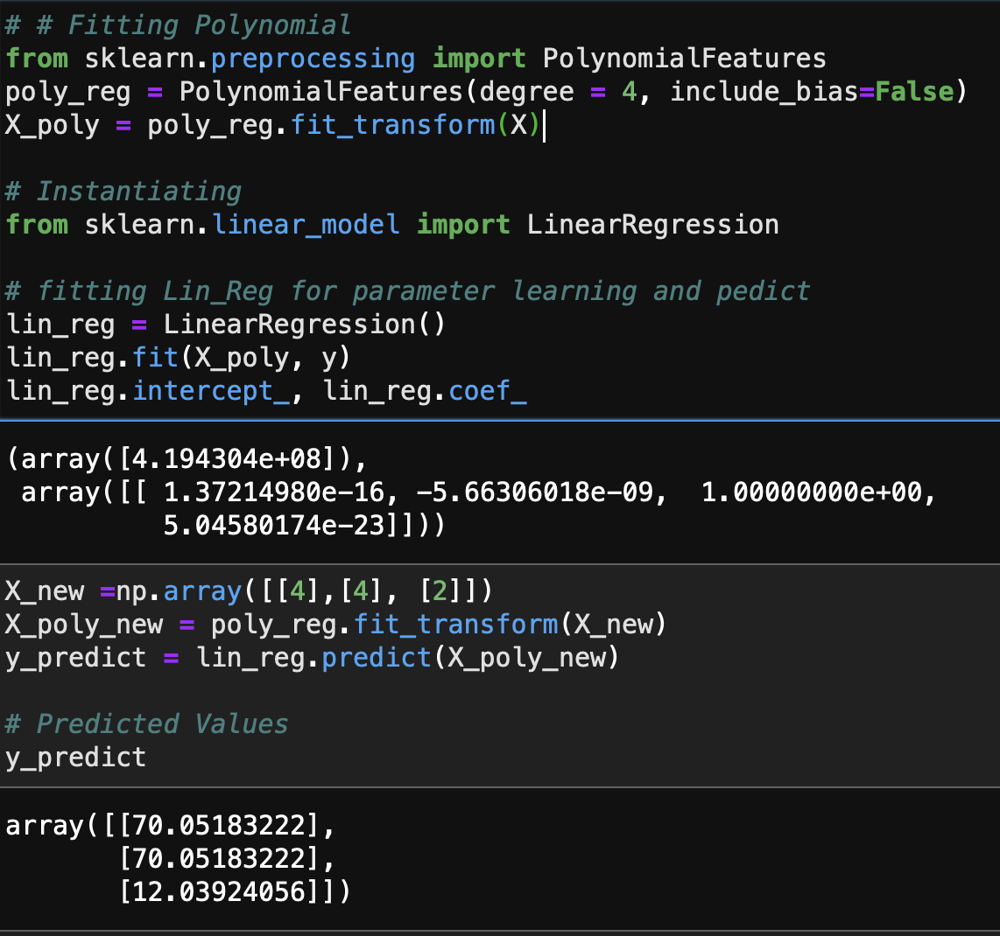 # # Fitting Polynomial
from sklearn.preprocessing import PolynomialFeatures
poly_reg = PolynomialFeatures(degree = 4, include_bias=False)
X_poly = poly_reg.fit_transform(X)
# Instantiating
from sklearn.linear_model import LinearRegression
# fitting Lin_Reg for parameter learning and pedict
lin_reg = LinearRegression()
lin_reg.fit(X_poly, y)
lin_reg.intercept_, lin_reg.coef_
(array([4.194304e+08]),
 array([[ 1.37214980e-16, -5.66306018e-09,  1.00000000e+00,
          5.04580174e-23]]))
X_new =np.array([[4],[4], [2]])
X_poly_new = poly_reg.fit_transform(X_new)
y_predict = lin_reg.predict(X_poly_new)
# Predicted Values
y_predict
array([[70.05183222],
       [70.05183222],
       [12.03924056]])